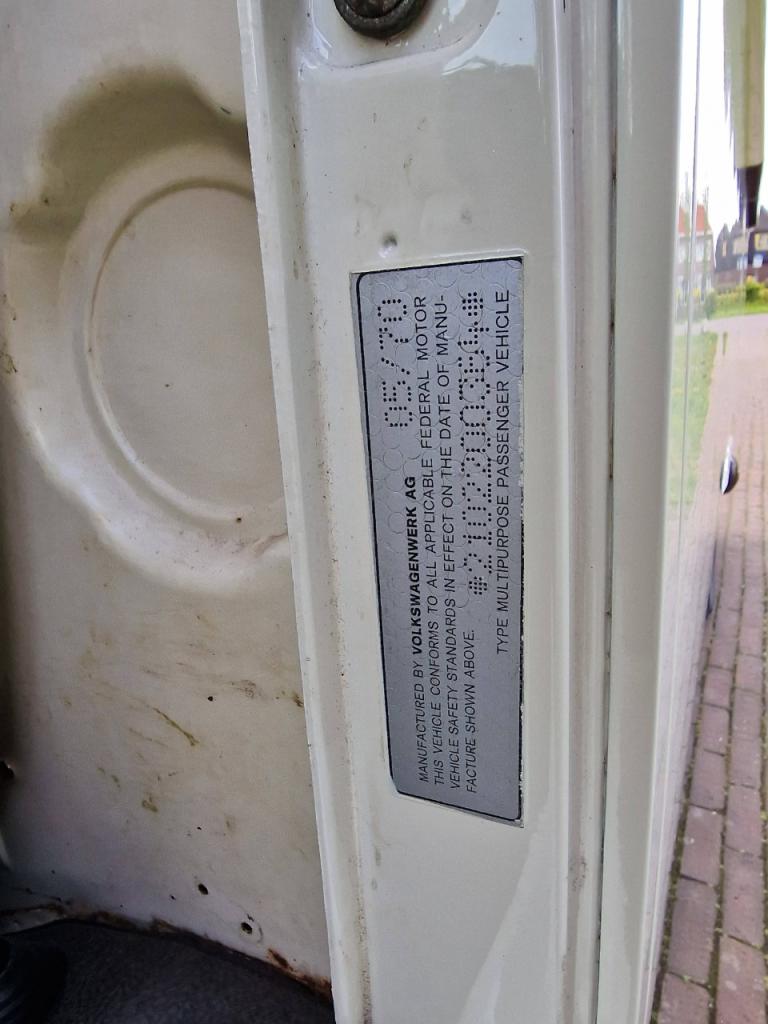 MANUFACTURED BY VOLKSWAGENWERK AG 05/70
THIS VEHICLE CONFORMS TO ALL APPLICABLE FEDERAL MOTOR
VEHICLE SAFETY STANDARDS IN EFFECT ON THE DATE OF MANU-
FACTURE SHOWN ABOVE.
TYPE MULTIPURPOSE PASSENGER VEHICLE